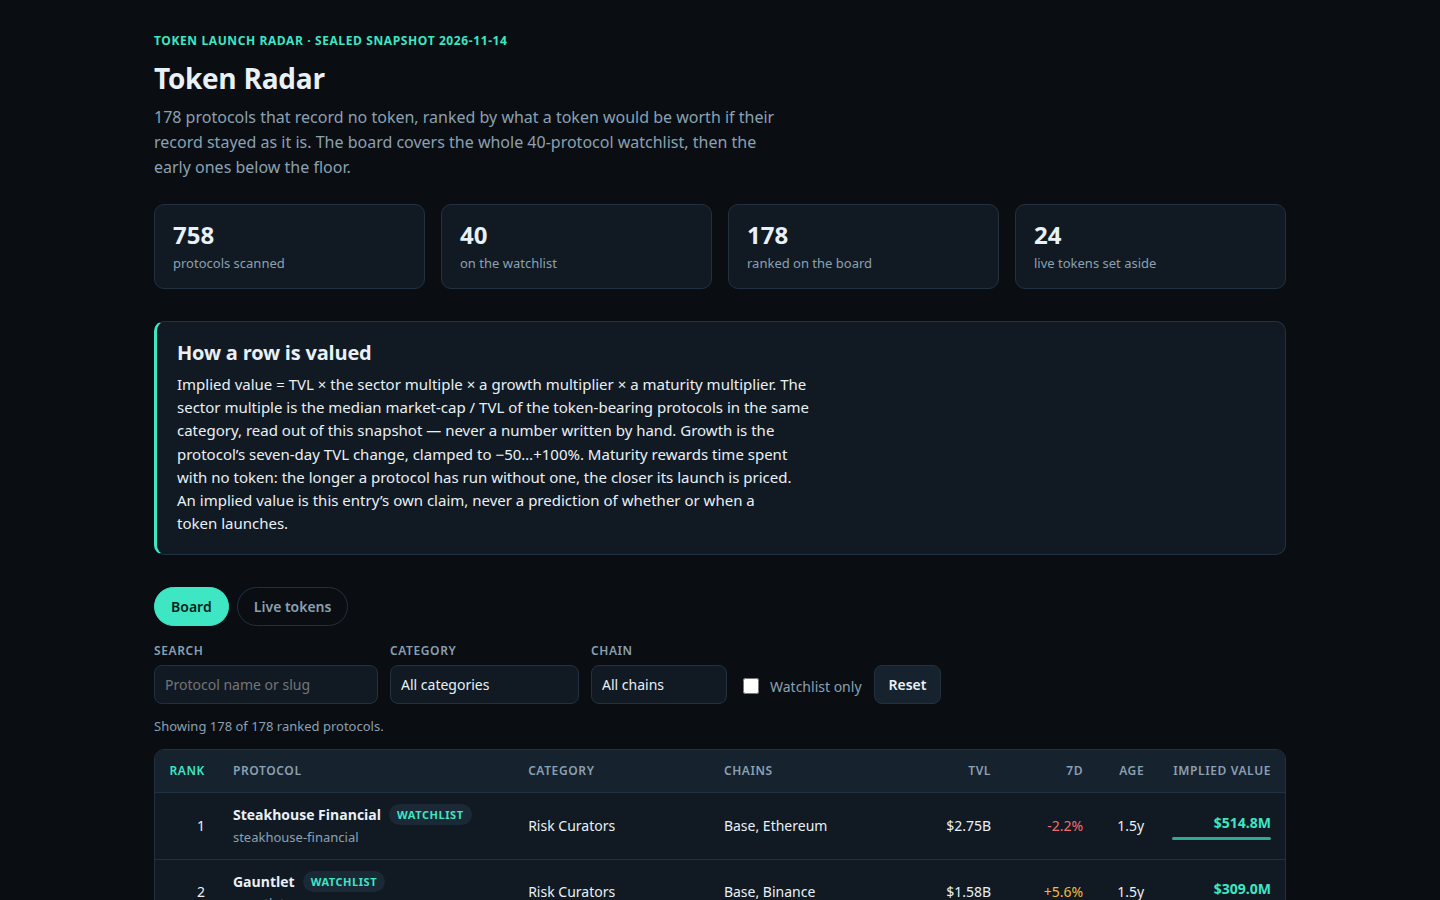 TOKEN LAUNCH RADAR · SEALED SNAPSHOT 2026-11-14
Token Radar
178 protocols that record no token, ranked by what a token would be worth if their
record stayed as it is. The board covers the whole 40-protocol watchlist, then the
early ones below the floor.
758
protocols scanned
40
on the watchlist
178
ranked on the board
24
live tokens set aside
How a row is valued
Implied value = TVL × the sector multiple × a growth multiplier × a maturity multiplier. The
sector multiple is the median market-cap / TVL of the token-bearing protocols in the same
category, read out of this snapshot — never a number written by hand. Growth is the
protocol’s seven-day TVL change, clamped to −50…+100%. Maturity rewards time spent
with no token: the longer a protocol has run without one, the closer its launch is priced.
An implied value is this entry’s own claim, never a prediction of whether or when a
token launches.
Board Live tokens
SEARCH CATEGORY CHAIN
Protocol name or slug All categories All chains Watchlist only Reset
Showing 178 of 178 ranked protocols.
RANK PROTOCOL CATEGORY CHAINS TVL 7D AGE IMPLIED VALUE
1 Steakhouse Financial WATCHLIST Risk Curators Base, Ethereum $2.75B -2.2% 1.5y $514.8M
steakhouse-financial
2 Gauntlet WATCHLIST Risk Curators Base, Binance $1.58B +5.6% 1.5y $309.0M